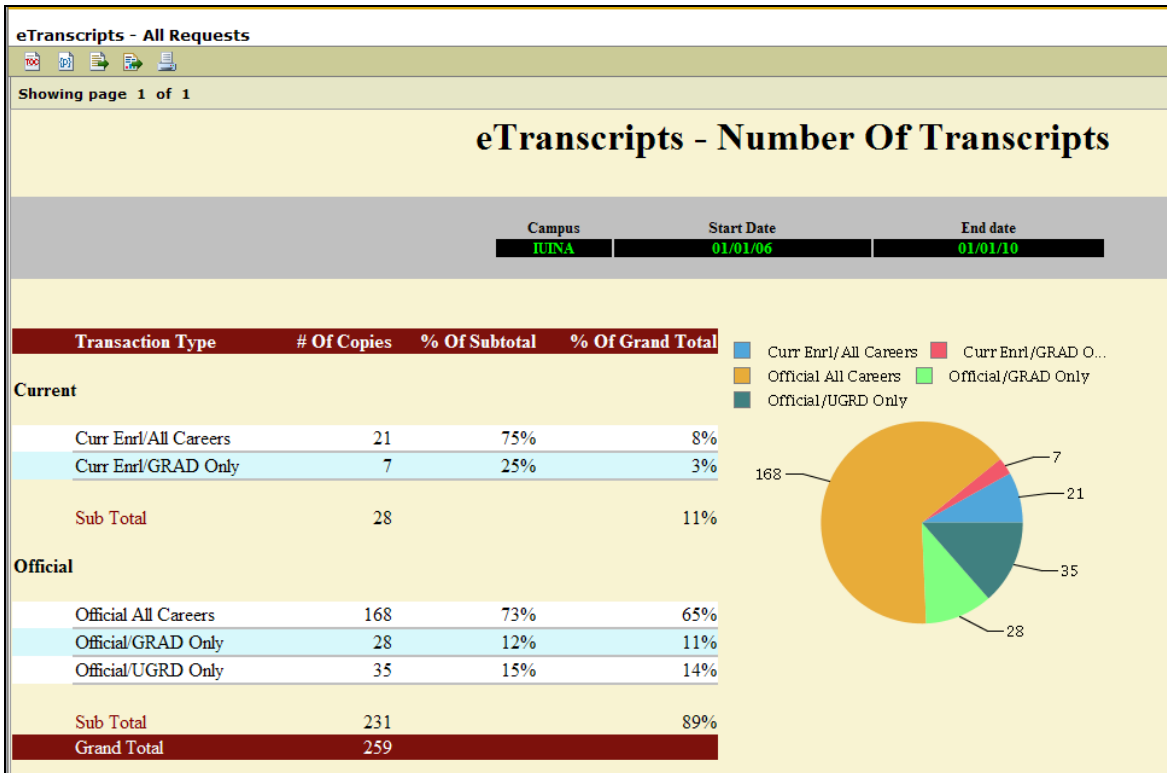 eTranscripts - All Requests
TOC
Showing page 1 of 1
eTranscripts - Number Of Transcripts
Campus Start Date End date
IUINA 01/01/06 01/01/10
Transaction Type # Of Copies % Of Subtotal % Of Grand Total
Current
Curr Enrl/All Careers 21 75% 8%
Curr Enrl/GRAD Only 7 25% 3%
Sub Total 28 11%
Official
Official All Careers 168 73% 65%
Official/GRAD Only 28 12% 11%
Official/UGRD Only 35 15% 14%
Sub Total 231 89%
Grand Total 259
Curr Enrl/All Careers Curr Enrl/GRAD O...
Official All Careers Official/GRAD Only
Official/UGRD Only
7
168
21
35
28